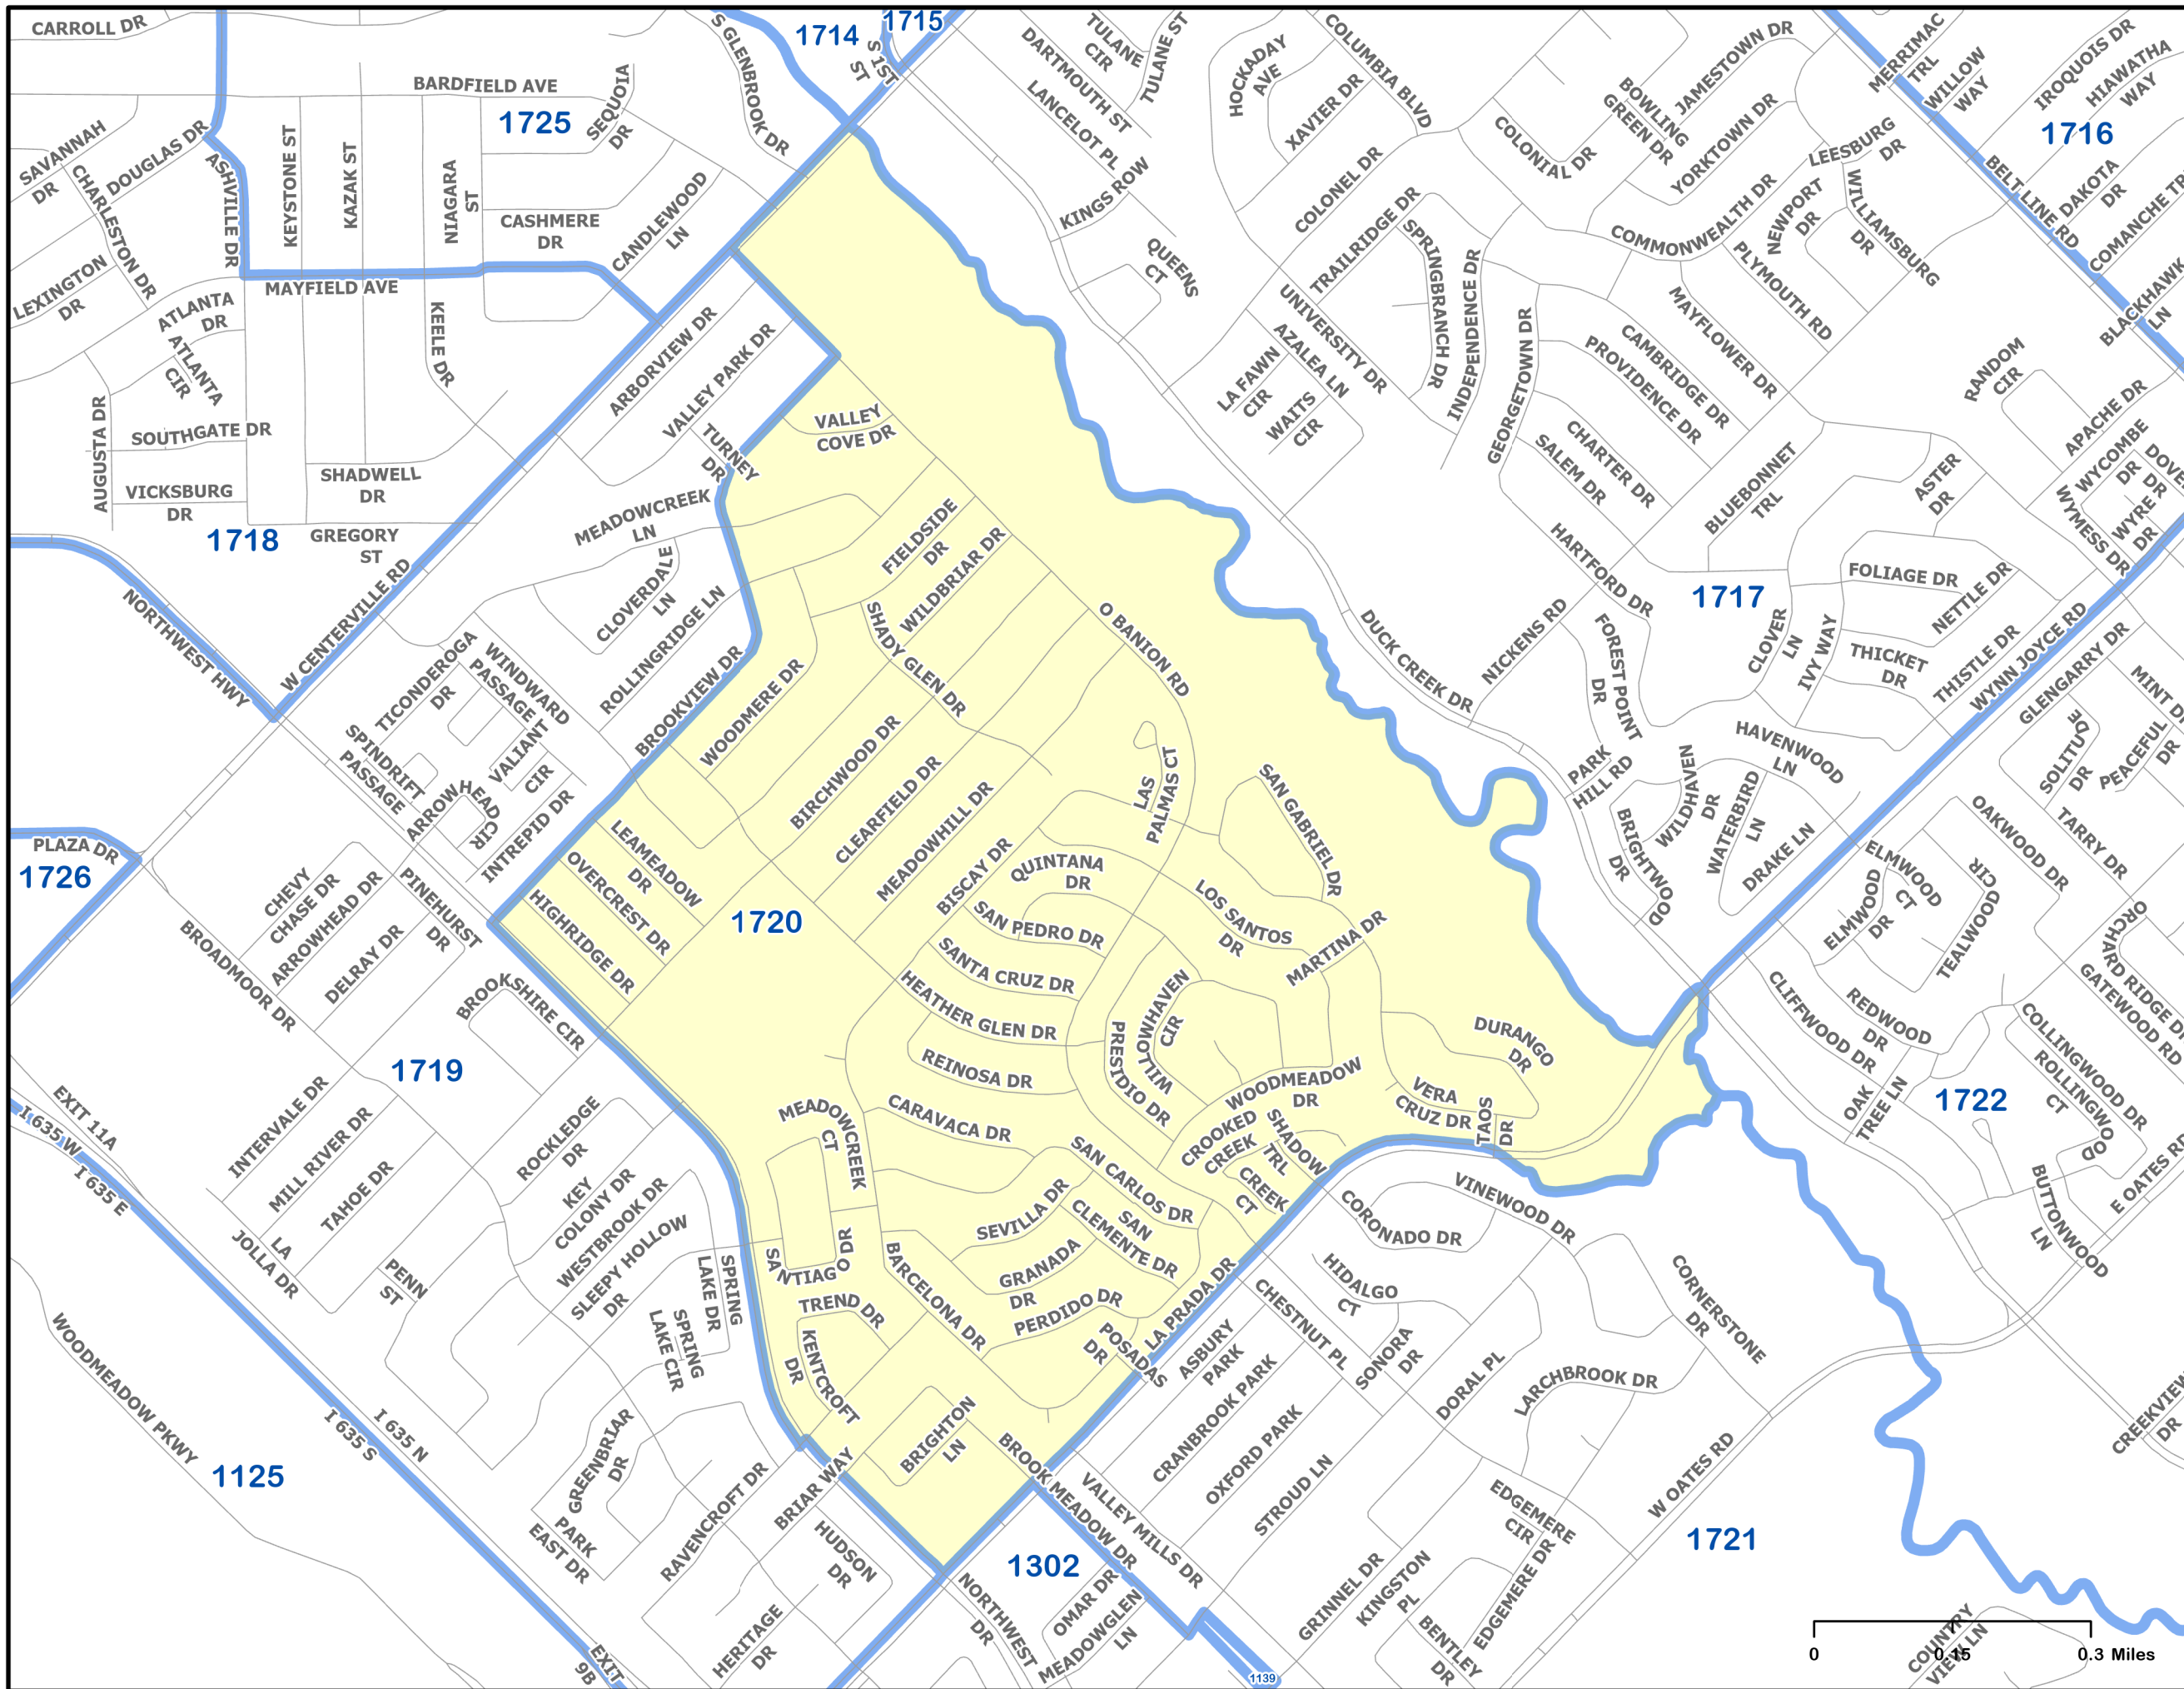 CARROLL DR
S GLENBROOK DR
1714
1715
S 1ST
ST
TULANE
CIR
TULANE ST
DARTMOUTH ST
LANCELOT PL
KINGS ROW
QUEENS
CT
HOCKADAY
AVE
COLUMBIA BLVD
XAVIER DR
COLONEL DR
COLONIAL DR
BOWLING
GREEN DR
JAMESTOWN DR
YORKTOWN DR
MERRIMAC
TRL
WILLOW
WAY
IROQUOIS DR
HIAWATHA
WAY
1716
LEESBURG
DR
BELT LINE RD
DAKOTA
DR
COMANCHE TR
BLACKHAWK
LN
BARDFIELD AVE
1725
SEQUOIA
DR
SAVANNAH
DR
DOUGLAS DR
CHARLESTON DR
ASHVILLE DR
KEYSTONE ST
KAZAK ST
NIAGARA
ST
CASHMERE
DR
CANDLEWOOD
LN
LEXINGTON
DR
MAYFIELD AVE
ATLANTA
DR
ATLANTA
CIR
KEELE DR
AUGUSTA DR
SOUTHGATE DR
VICKSBURG
DR
SHADWELL
DR
1718
GREGORY
ST
ARBORVIEW DR
VALLEY PARK DR
TURNEY
DR
VALLEY
COVE DR
MEADOWCREEK
LN
CLOVERDALE
LN
ROLLINGRIDGE LN
NORTHWEST HWY
W CENTERVILLE RD
TRAILRIDGE DR
SPRINGBRANCH DR
INDEPENDENCE DR
UNIVERSITY DR
AZALEA LN
LA FAWN
CIR
WAITS
CIR
COMMONWEALTH DR
NEWPORT
DR
WILLIAMSBURG
DR
PLYMOUTH RD
MAYFLOWER DR
CAMBRIDGE DR
PROVIDENCE DR
GEORGETOWN DR
CHARTER DR
SALEM DR
HARTFORD DR
BLUEBONNET
TRL
RANDOM
CIR
APACHE DR
WYCOMBE
DR
DOVE
DR
WYRE
DR
WYMESS DR
ASTER
DR
1717
FOLIAGE DR
NETTLE DR
CLOVER
LN
IVY WAY
THICKET
DR
THISTLE DR
WYNN JOYCE RD
GLENGARRY DR
MINT D
PEACEFUL
DR
SOLITUDE
DR
TARRY DR
OAKWOOD DR
NICKENS RD
FOREST POINT
DR
DUCK CREEK DR
HAVENWOOD
LN
PARK
HILL RD
WILDHAVEN
DR
WATERBIRD
LN
DRAKE LN
BRIGHTWOOD
DR
ELMWOOD
CT
ELMWOOD
DR
TEALWOOD
CIR
ORCHARD RIDGE D
GATEWOOD RD
CLIFFWOOD DR
REDWOOD
DR
OAK
TREE LN
1722
COLLINGWOOD DR
ROLLINGWOOD
CT
BUTTONWOOD
LN
E OATES R
FIELDSIDE
DR
WILDBRIAR DR
SHADY GLEN DR
O BANION RD
BROOKVIEW DR
WOODMERE DR
BIRCHWOOD DR
CLEARFIELD DR
MEADOWHILL DR
LAS
PALMAS CT
SAN GABRIEL DR
TICONDEROGA
DR
WINDWARD
PASSAGE
VALIANT
CIR
SPINDRIFT
PASSAGE
ARROWHEAD
CIR
INTREPID DR
LEAMEADOW
DR
OVERCREST DR
HIGHRIDGE DR
1720
BISCAY DR
QUINTANA
DR
SAN PEDRO DR
LOS SANTOS
DR
MARTINA DR
SANTA CRUZ DR
HEATHER GLEN DR
WILLOWHAVEN
CIR
PRESIDIO DR
REINOSA DR
DURANGO
DR
WOODMEADOW
DR
VERA
CRUZ DR
TAOS
DR
PLAZA DR
1726
CHEVY
CHASE DR
ARROWHEAD DR
PINEHURST
DR
DELRAY DR
BROADMOOR DR
BROOKSHIRE CIR
1719
MEADOWCREEK
CT
CARAVACA DR
CROOKED
CREEK
TRL
SHADOW
CREEK
CT
SAN CARLOS DR
EXIT 11A
I 635 W
I 635 E
INTERVALE DR
MILL RIVER DR
TAHOE DR
LA
JOLLA DR
PENN
ST
ROCKLEDGE
DR
KEY
COLONY DR
WESTBROOK DR
SLEEPY HOLLOW
DR
SPRING
LAKE DR
SPRING
LAKE CIR
SANTIAGO DR
SEVILLA DR
SAN
CLEMENTE DR
GRANADA
DR
BARCELONA DR
PERDIDO DR
POSADAS
DR
LA PRADA DR
TREND DR
KENTCROFT
DR
CORONADO DR
VINEWOOD DR
HIDALGO
CT
CORNERSTONE
DR
CHESTNUT PL
ASBURY
PARK
SONORA
DR
CRANBROOK PARK
OXFORD PARK
STROUD LN
DORAL PL
LARCHBROOK DR
WOODMEADOW PKWY
I 635 S
I 635 N
1125
GREENBRIAR
DR
PARK
EAST DR
RAVENCROFT DR
BRIAR WAY
BRIGHTON
LN
BROOK MEADOW DR
VALLEY MILLS DR
HUDSON
DR
HERITAGE
DR
EXIT
9B
NORTHWEST
DR
1302
OMAR DR
MEADOWGLEN
LN
1139
GRINNEL DR
KINGSTON
PL
BENTLEY
DR
EDGEMERE DR
EDGEMERE
CIR
W OATES RD
1721
CREEKVIEW
DR
COUNTRY
VIEW LN
0
0.15
0.3 Miles